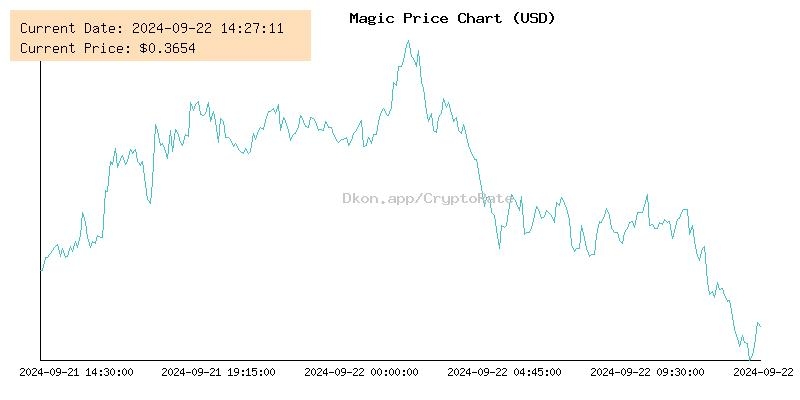 Magic Price Chart (USD)
Current Date: 2024-09-22 14:27:11
Current Price: $0.3654
Dkon.app/CryptoRate
2024-09-21 14:30:00
2024-09-21 19:15:00
2024-09-22 00:00:00
2024-09-22 04:45:00
2024-09-22 09:30:00
2024-09-22